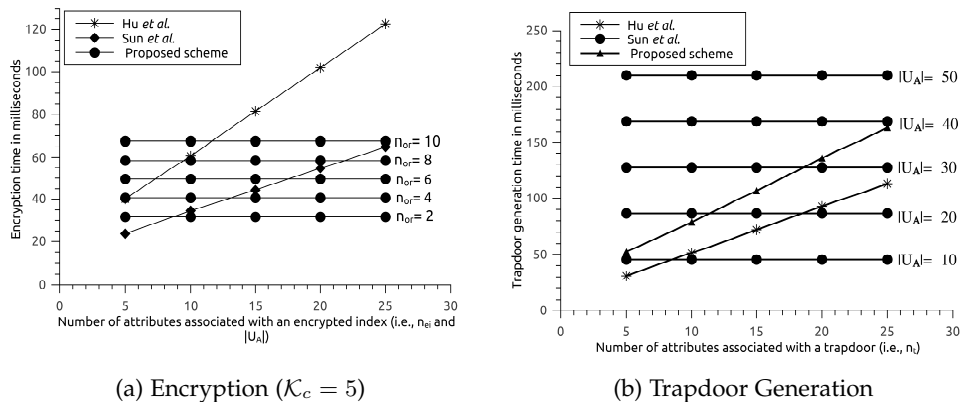 Hu et al.
Sun et al.
Proposed scheme
Encryption time in milliseconds
120
100
80
60
40
20
0
n_or= 10
n_or= 8
n_or= 6
n_or= 4
n_or= 2
0 5 10 15 20 25 30
Number of attributes associated with an encrypted index (i.e., n_ei and
|U_A|)
(a) Encryption (𝒦_c = 5)
Hu et al.
Sun et al.
Proposed scheme
Trapdoor generation time in milliseconds
250
200
150
100
50
0
|U_A|= 50
|U_A|= 40
|U_A|= 30
|U_A|= 20
|U_A|= 10
0 5 10 15 20 25 30
Number of attributes associated with a trapdoor (i.e., n_t)
(b) Trapdoor Generation